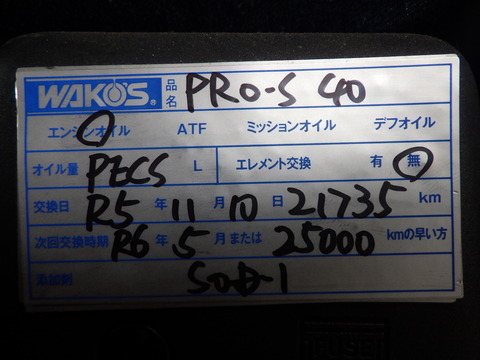 WAKO'S® 品名 PRO-S 40
エンジンオイル ATF ミッションオイル デフオイル
オイル量 PECS L エレメント交換 有 無
交換日 R5 年 11 月 10 日 21735 km
次回交換時期 R6 年 5 月または 25000 kmの早い方
添加剤 SOD-1